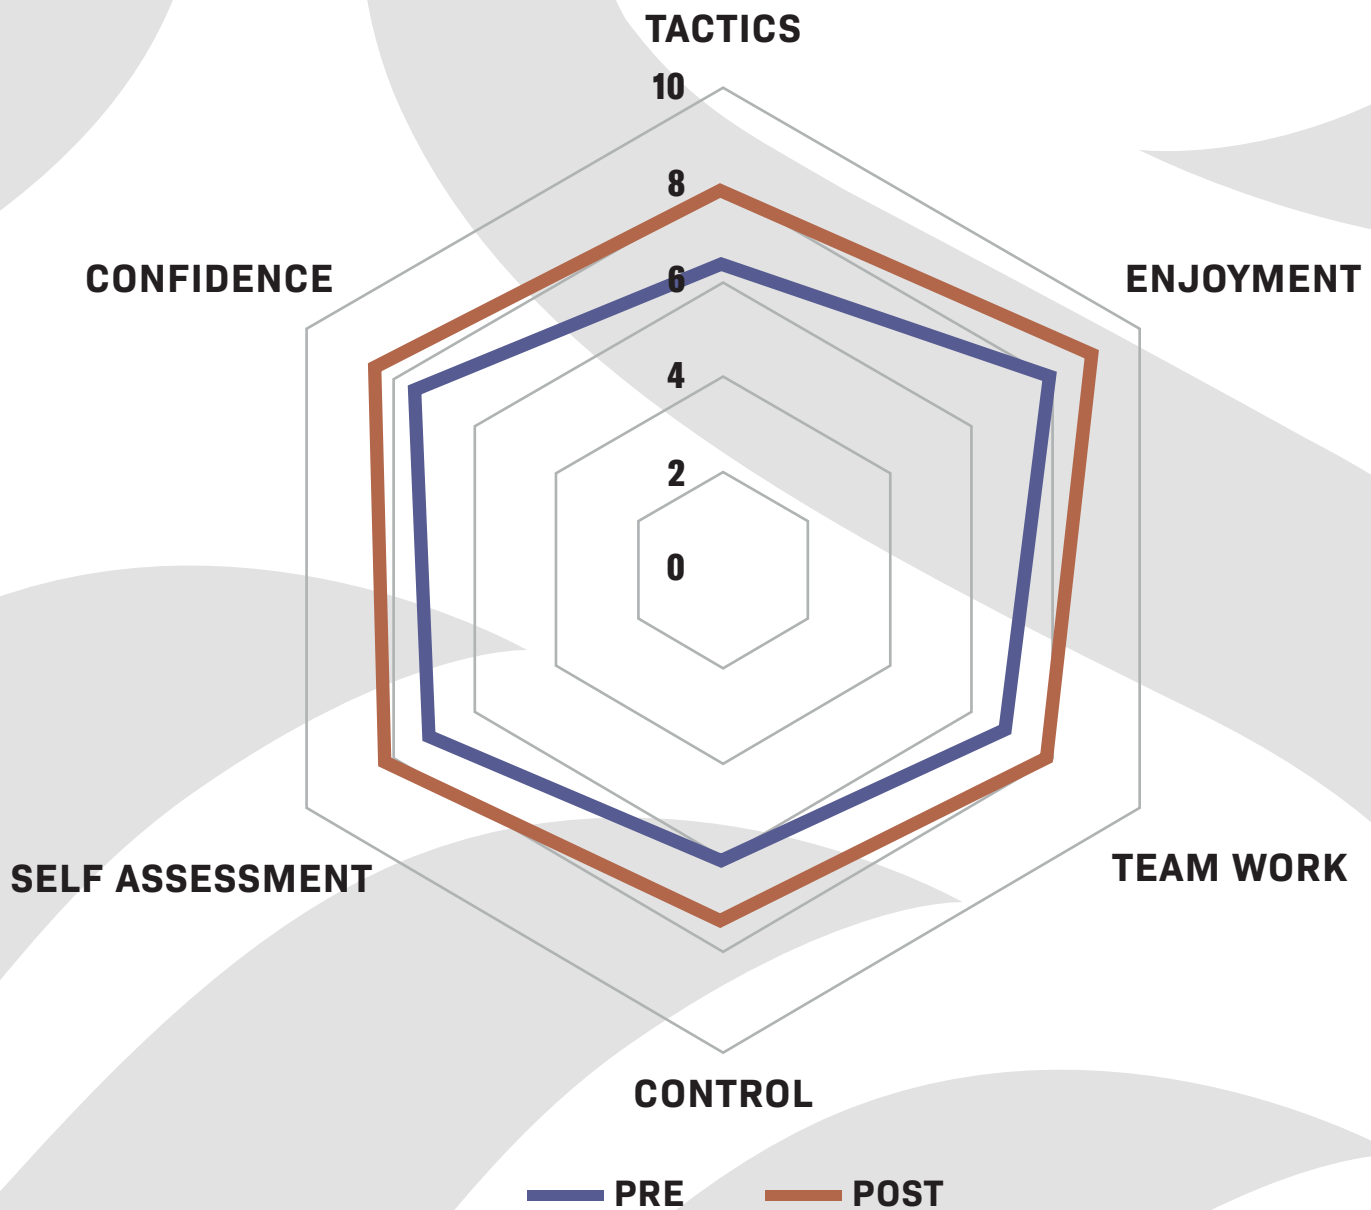 TACTICS
10
8
CONFIDENCE
6
ENJOYMENT
4
2
0
SELF ASSESSMENT
TEAM WORK
CONTROL
PRE
POST